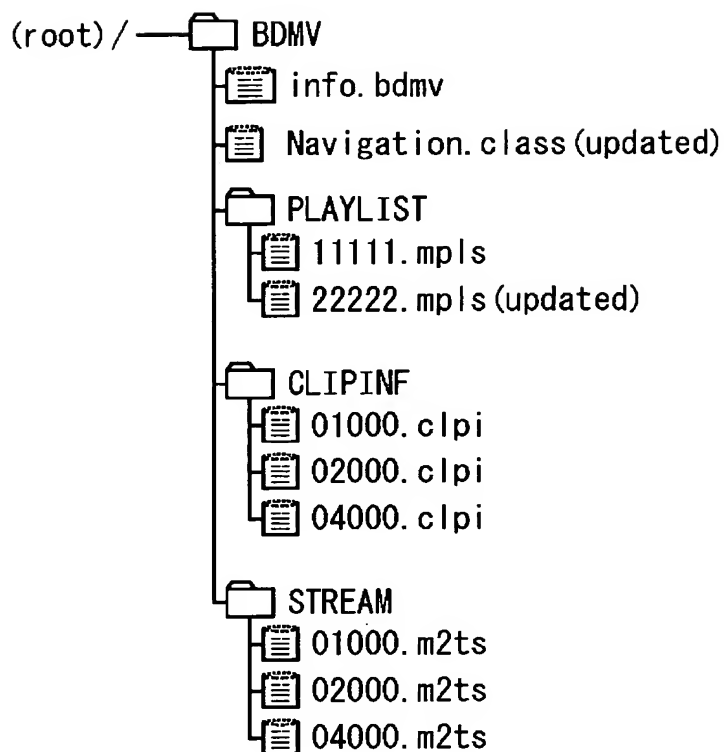 (root)/ BDMV
info.bdmv
Navigation.class(updated)
PLAYLIST
11111.mpls
22222.mpls(updated)
CLIPINF
01000.clpi
02000.clpi
04000.clpi
STREAM
01000.m2ts
02000.m2ts
04000.m2ts